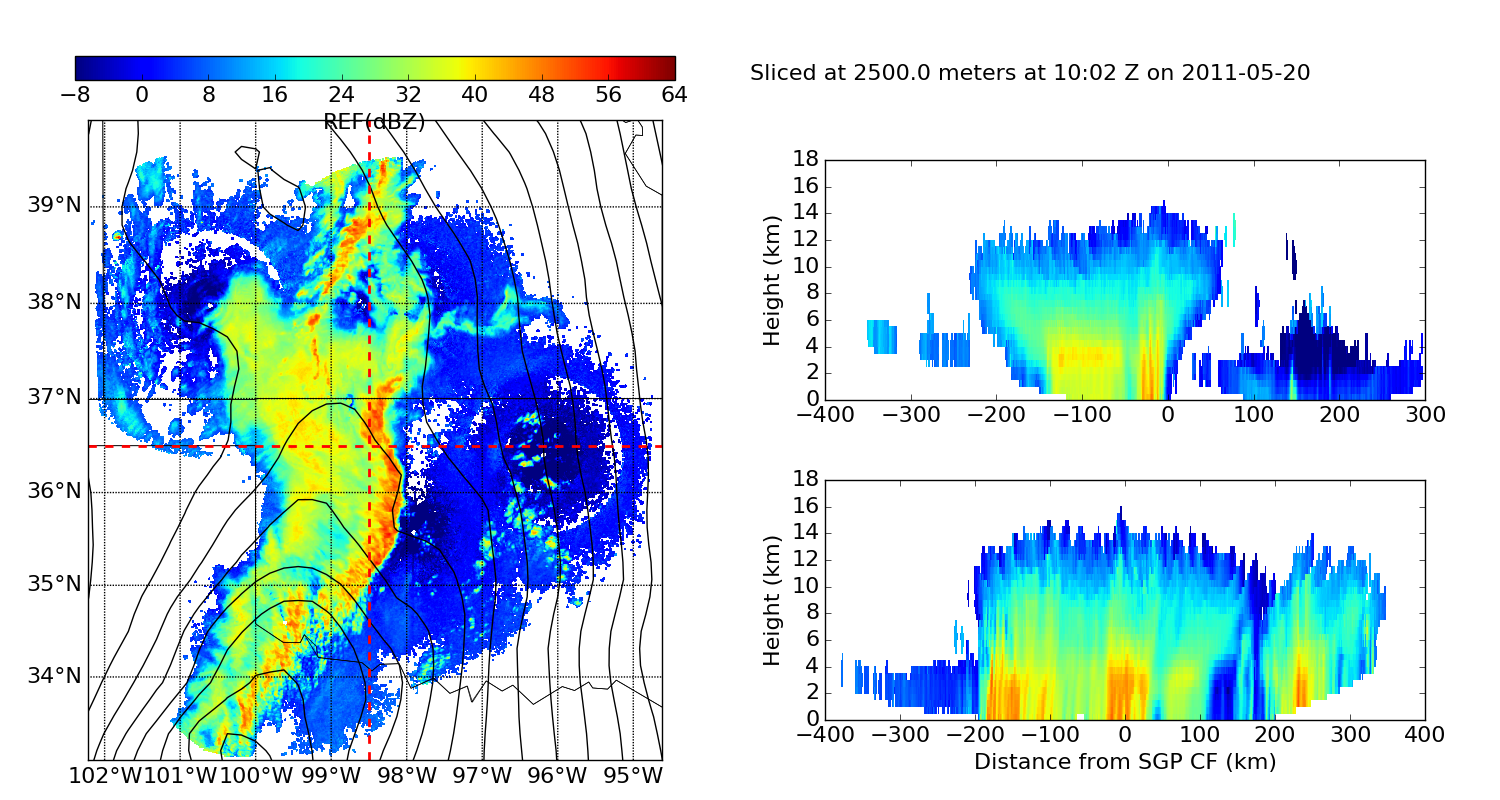 Sliced at 2500.0 meters at 10:02 Z on 2011-05-20
−8 0 8 16 24 32 40 48 56 64
REF(dBZ)
39°N
38°N
37°N
36°N
35°N
34°N
102°W 101°W 100°W 99°W 98°W 97°W 96°W 95°W
Height (km)
18
16
14
12
10
8
6
4
2
0
−400 −300 −200 −100 0 100 200 300
Height (km)
18
16
14
12
10
8
6
4
2
0
−400 −300 −200 −100 0 100 200 300 400
Distance from SGP CF (km)